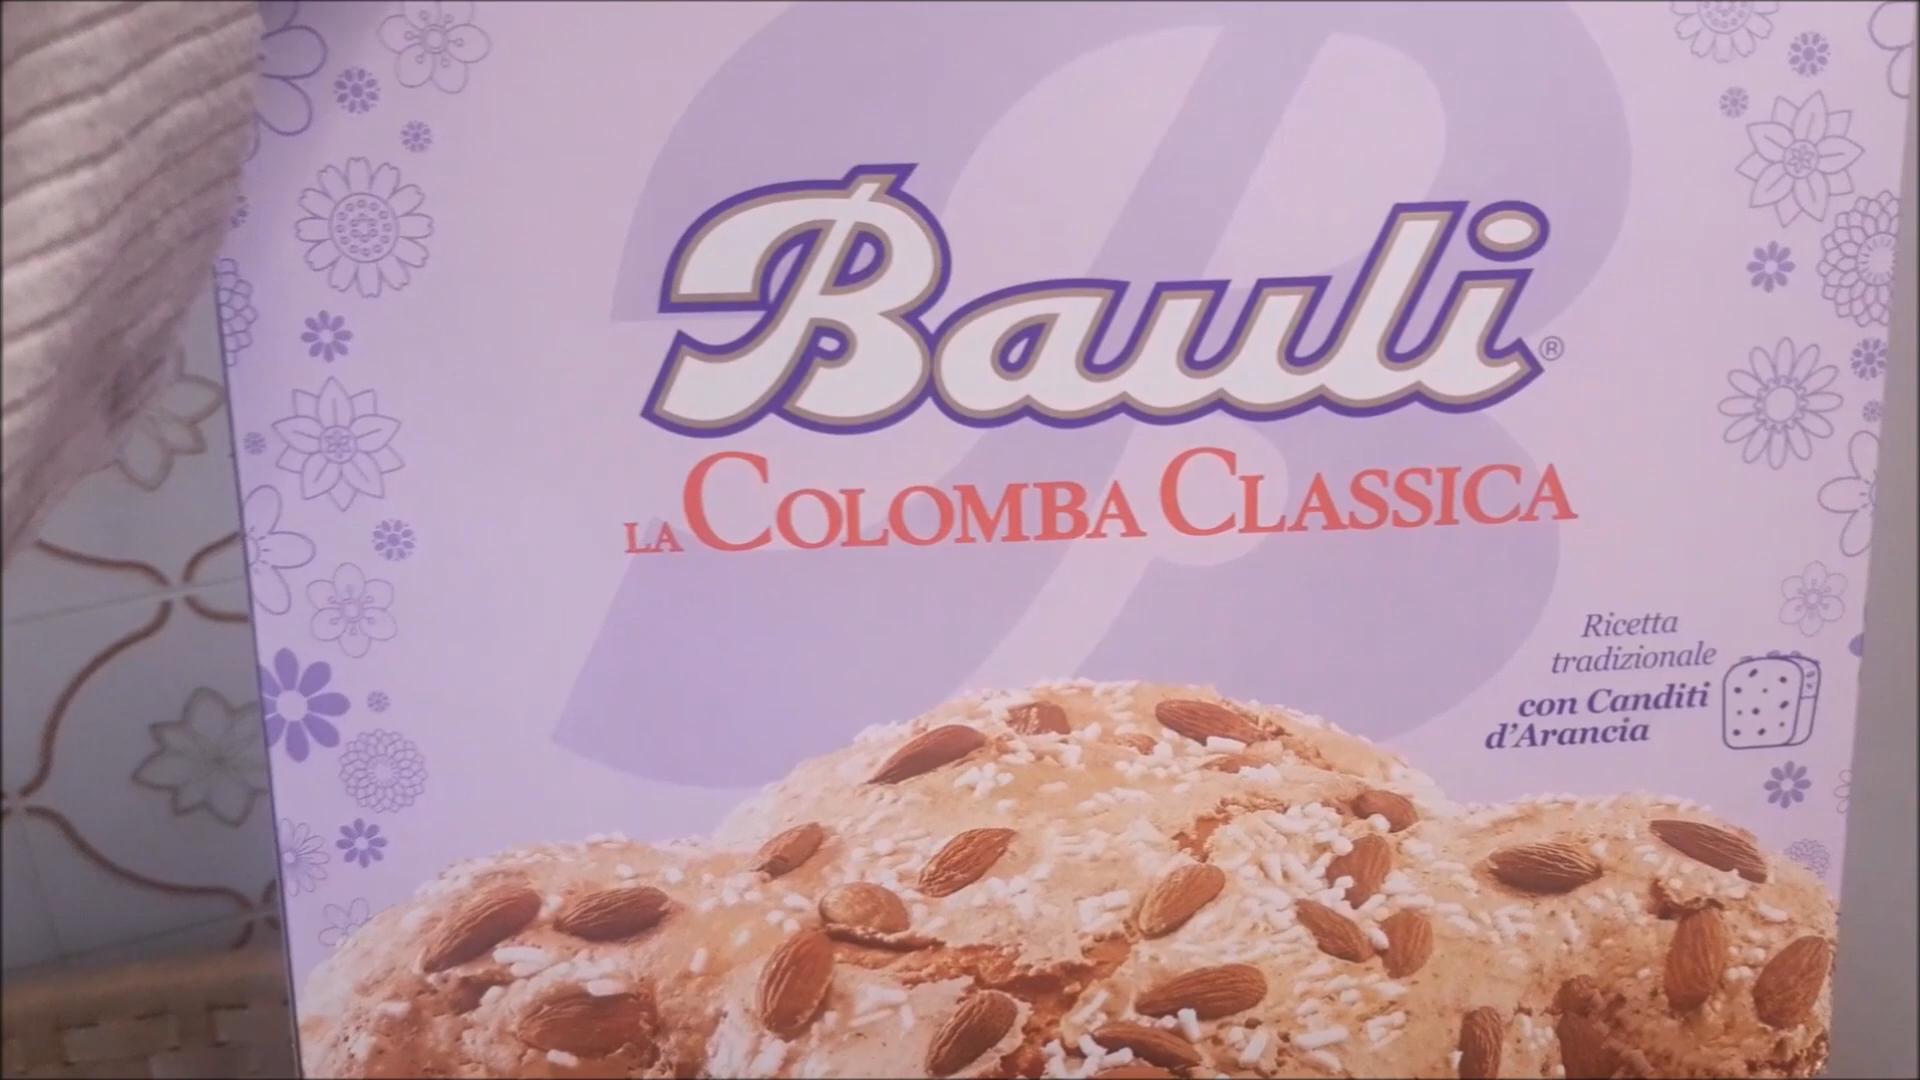 Bauli®
LA COLOMBA CLASSICA
Ricetta
tradizionale
con Canditi
d'Arancia